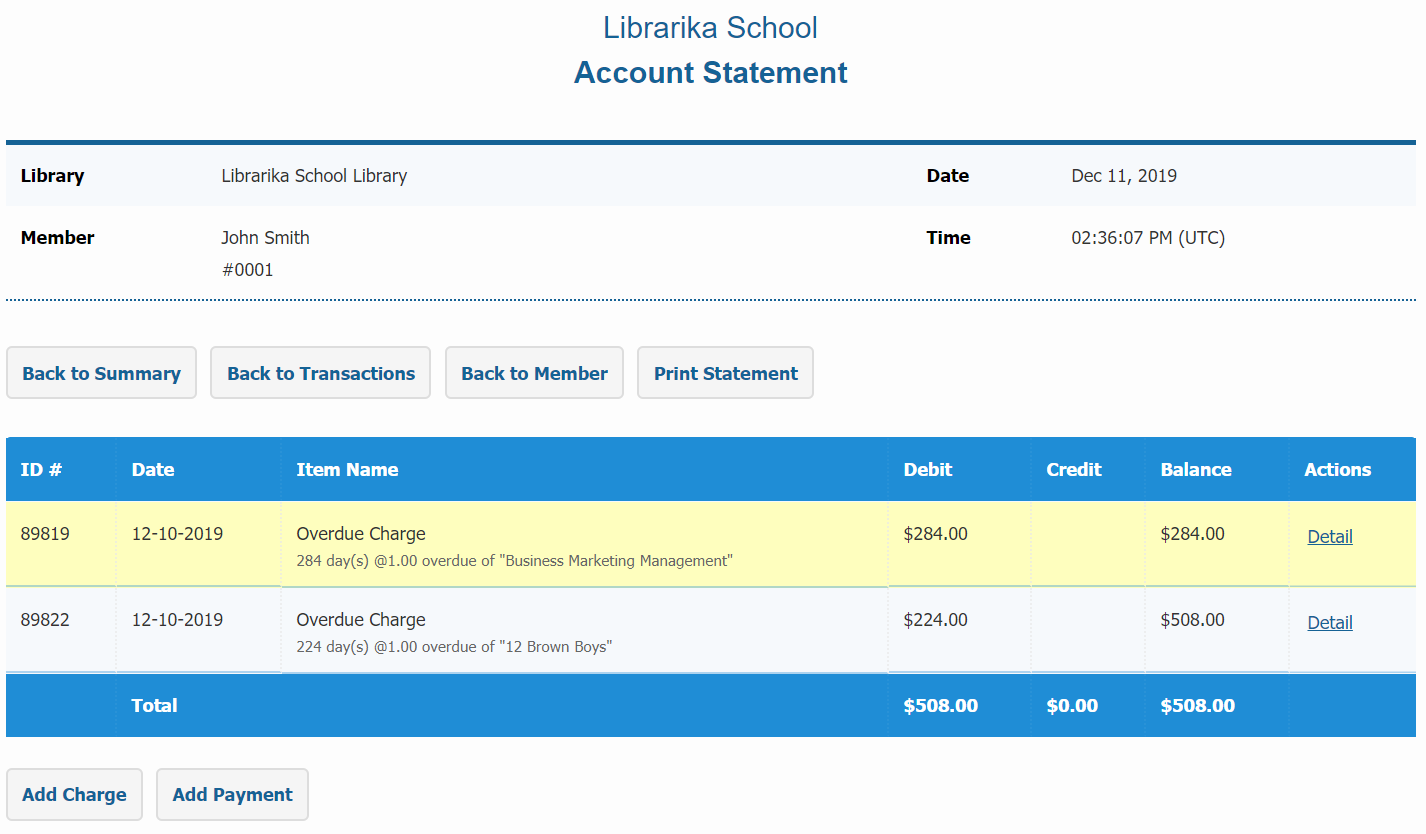 Librarika School
Account Statement
Library Librarika School Library Date Dec 11, 2019
Member John Smith Time 02:36:07 PM (UTC)
#0001
Back to Summary Back to Transactions Back to Member Print Statement
ID # Date Item Name Debit Credit Balance Actions
89819 12-10-2019 Overdue Charge $284.00 $284.00 Detail
284 day(s) @1.00 overdue of "Business Marketing Management"
89822 12-10-2019 Overdue Charge $224.00 $508.00 Detail
224 day(s) @1.00 overdue of "12 Brown Boys"
Total $508.00 $0.00 $508.00
Add Charge Add Payment